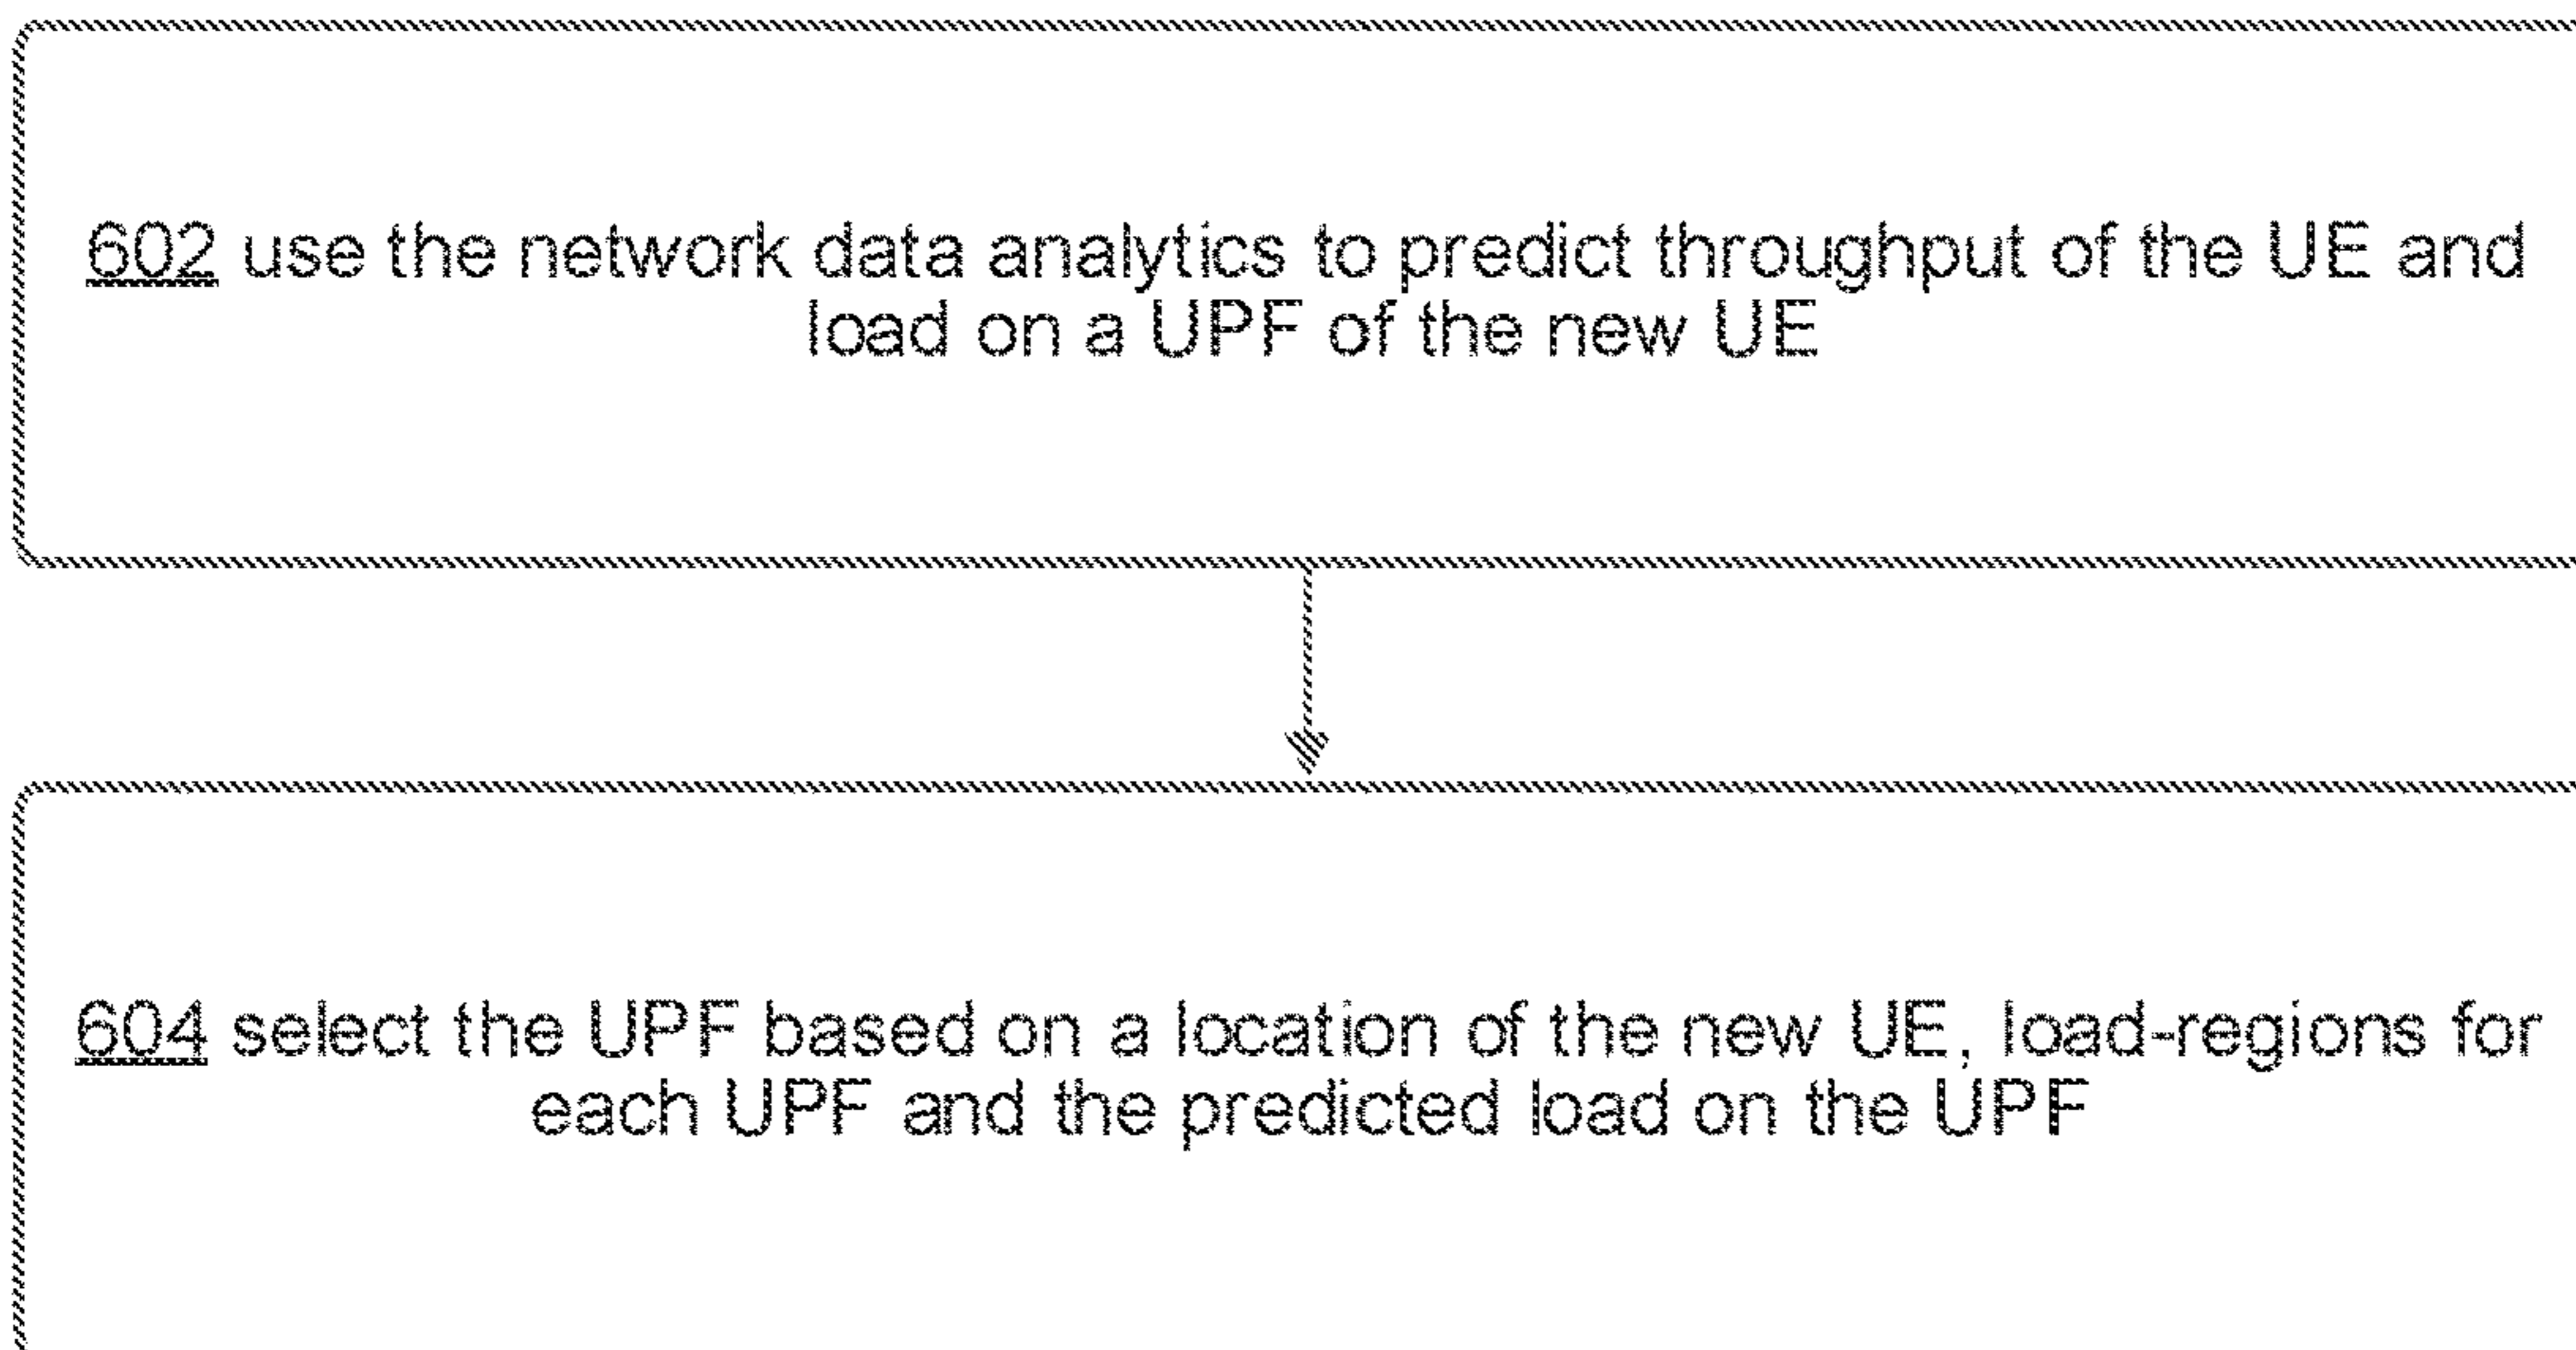 602 use the network data analytics to predict throughput of the UE and
load on a UPF of the new UE
604 select the UPF based on a location of the new UE, load-regions for
each UPF and the predicted load on the UPF